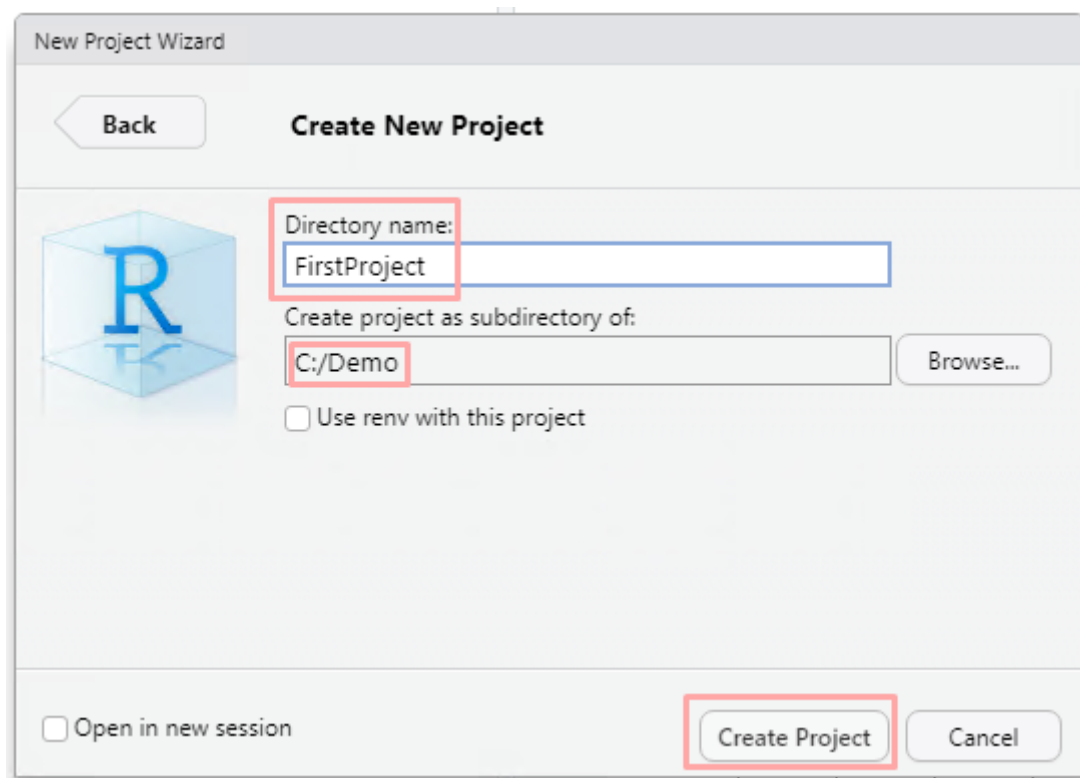 New Project Wizard
Back
Create New Project
R
Directory name:
FirstProject
Create project as subdirectory of:
C:/Demo
Browse...
Use renv with this project
Open in new session
Create Project
Cancel